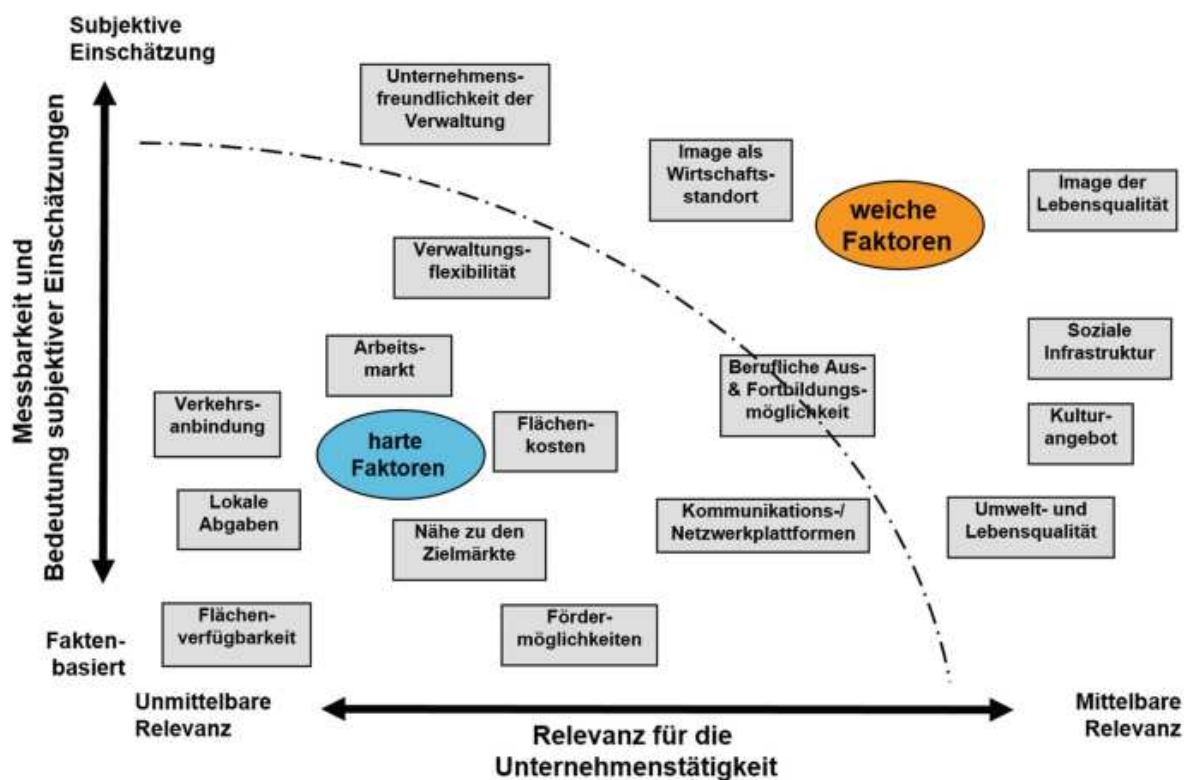 Subjektive
Einschätzung
Unternehmens-
freundlichkeit der
Verwaltung
Image als
Wirtschafts-
standort
weiche
Faktoren
Image der
Lebensqualität
Verwaltungs-
flexibilität
Messbarkeit und
Bedeutung subjektiver Einschätzungen
Arbeits-
markt
Soziale
Infrastruktur
Berufliche Aus-
& Fortbildungs-
möglichkeit
Verkehrs-
anbindung
harte
Faktoren
Flächen-
kosten
Kultur-
angebot
Lokale
Abgaben
Nähe zu den
Zielmärkte
Kommunikations-/
Netzwerkplattformen
Umwelt- und
Lebensqualität
Flächen-
verfügbarkeit
Förder-
möglichkeiten
Fakten-
basiert
Unmittelbare
Relevanz
Relevanz für die
Unternehmenstätigkeit
Mittelbare
Relevanz